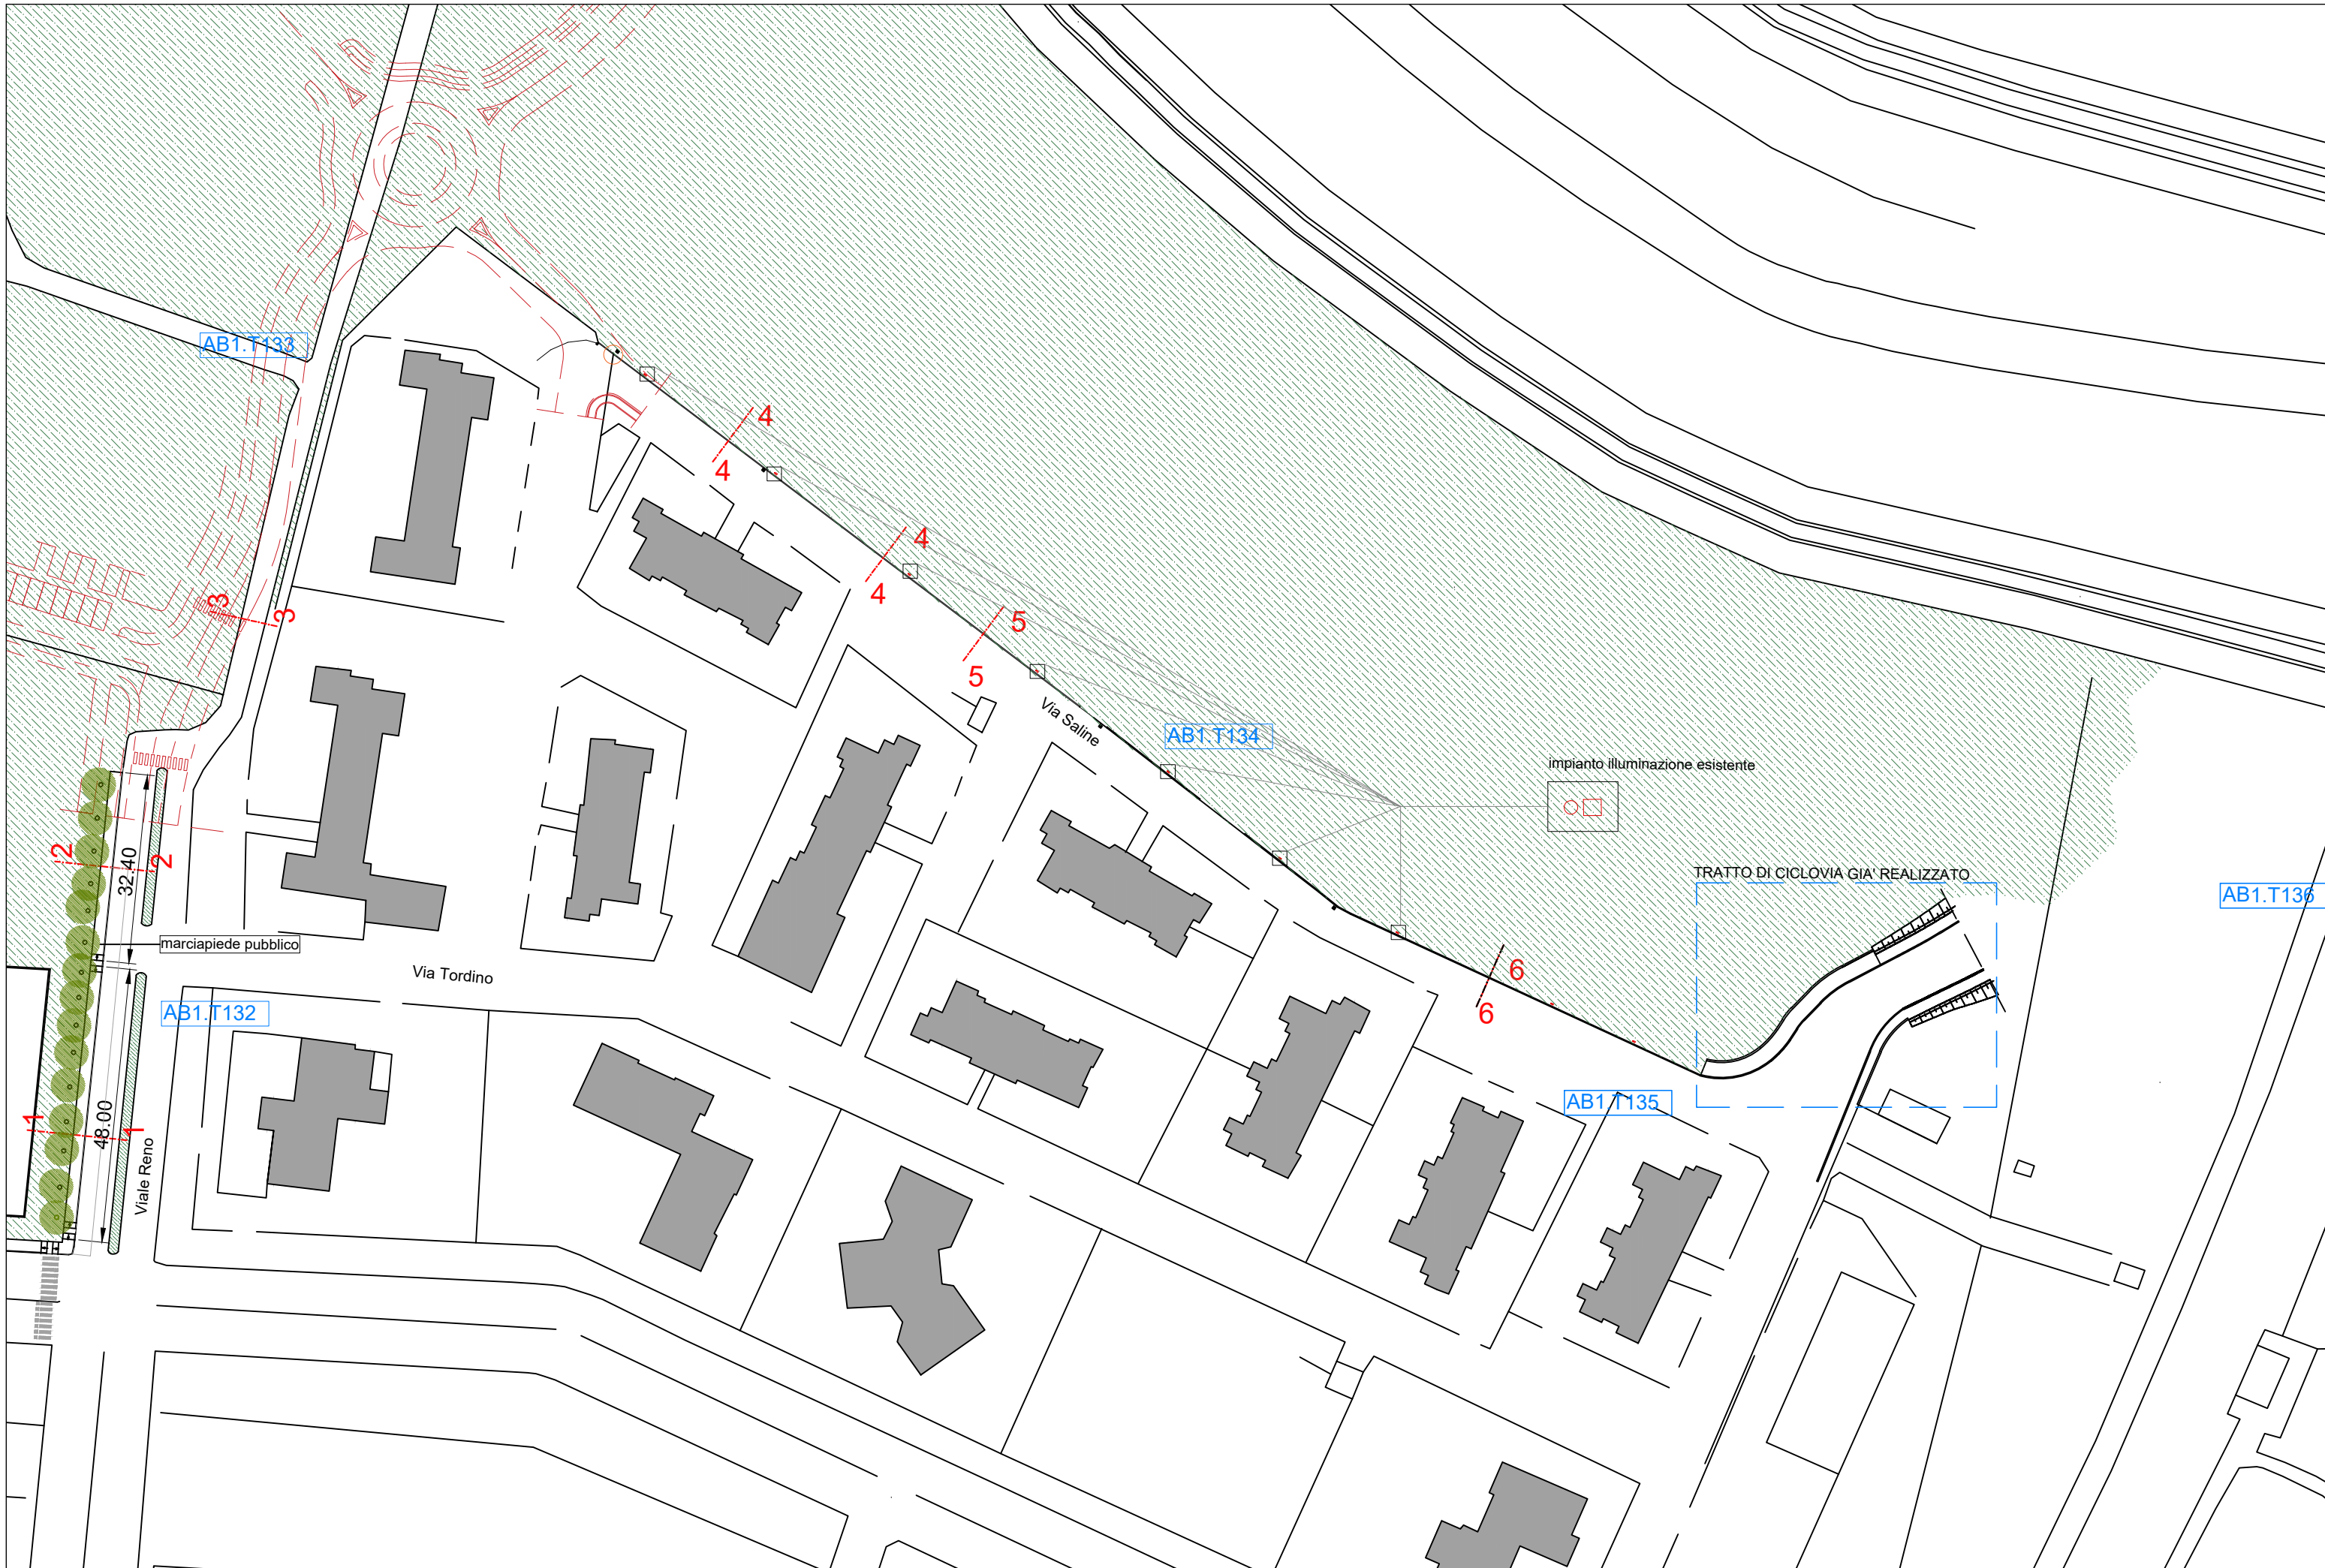 AB1.T133
4
4
4
4
3
3
5
5
Via Saline
AB1.T134
impianto illuminazione esistente
2
2
32.40
TRATTO DI CICLOVIA GIA' REALIZZATO
AB1.T136
marciapiede pubblico
Via Tordino
6
6
AB1.T132
AB1.T135
1
1
48.00
Viale Reno